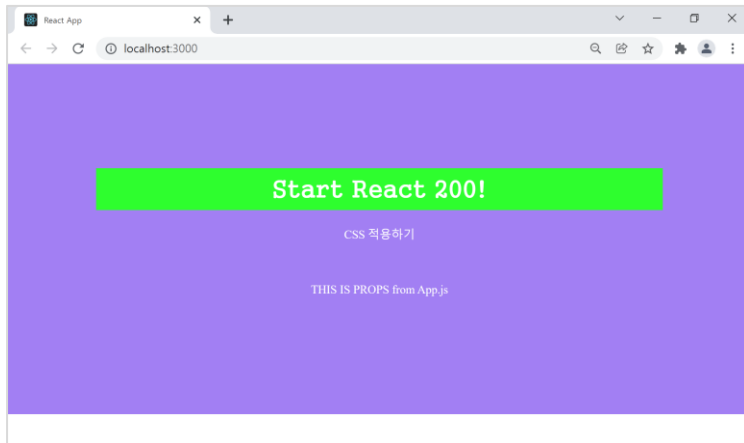 React App
localhost:3000
Start React 200!
CSS 적용하기
THIS IS PROPS from App.js